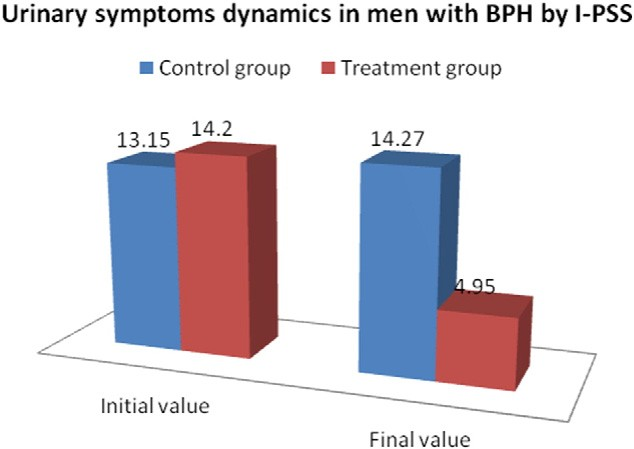 Urinary symptoms dynamics in men with BPH by I-PSS
Control group Treatment group
13.15 14.2 14.27
4.95
Initial value
Final value